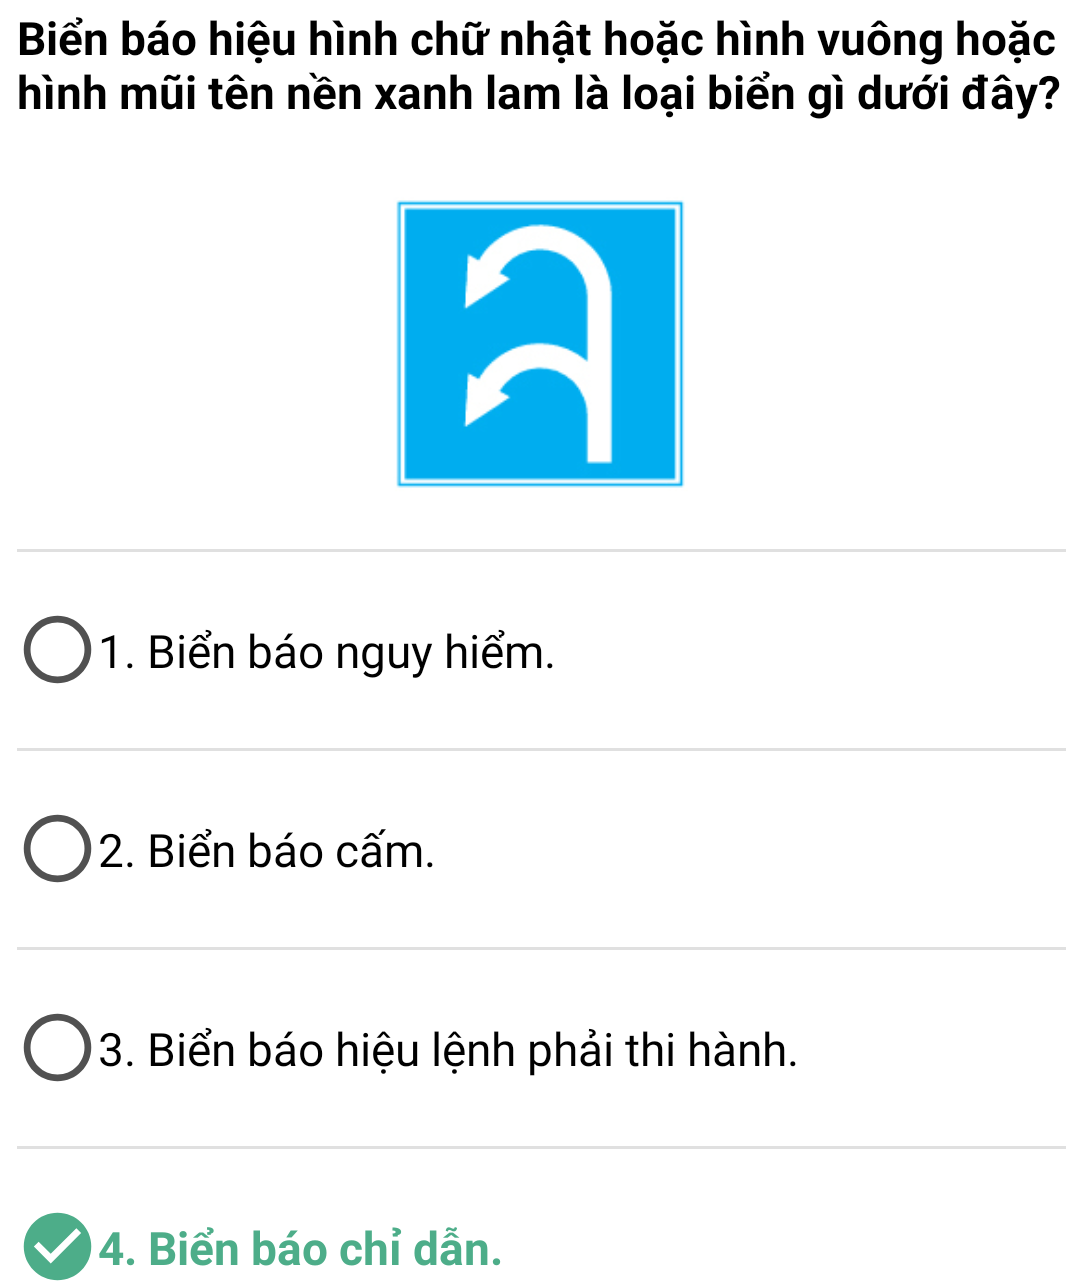 Biển báo hiệu hình chữ nhật hoặc hình vuông hoặc
hình mũi tên nền xanh lam là loại biển gì dưới đây?
1. Biển báo nguy hiểm.
2. Biển báo cấm.
3. Biển báo hiệu lệnh phải thi hành.
4. Biển báo chỉ dẫn.